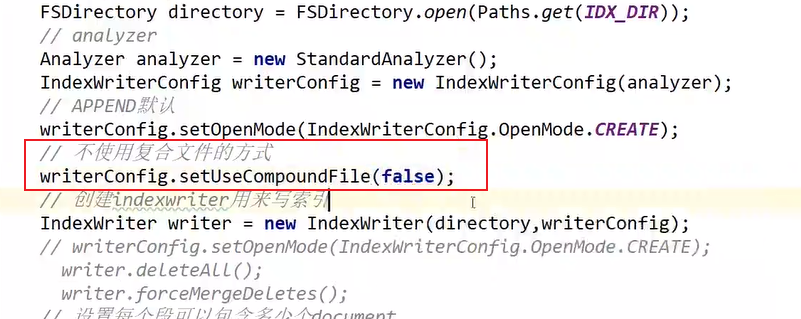 FSDirectory directory = FSDirectory.open(Paths.get(IDX_DIR));
// analyzer
Analyzer analyzer = new StandardAnalyzer();
IndexWriterConfig writerConfig = new IndexWriterConfig(analyzer);
// APPEND默认
writerConfig.setOpenMode(IndexWriterConfig.OpenMode.CREATE);
// 不使用复合文件的方式
writerConfig.setUseCompoundFile(false);
// 创建indexwriter用来写索引
IndexWriter writer = new IndexWriter(directory,writerConfig);
// writerConfig.setOpenMode(IndexWriterConfig.OpenMode.CREATE);
writer.deleteAll();
writer.forceMergeDeletes();
// 设置每个段可以包含多少个document